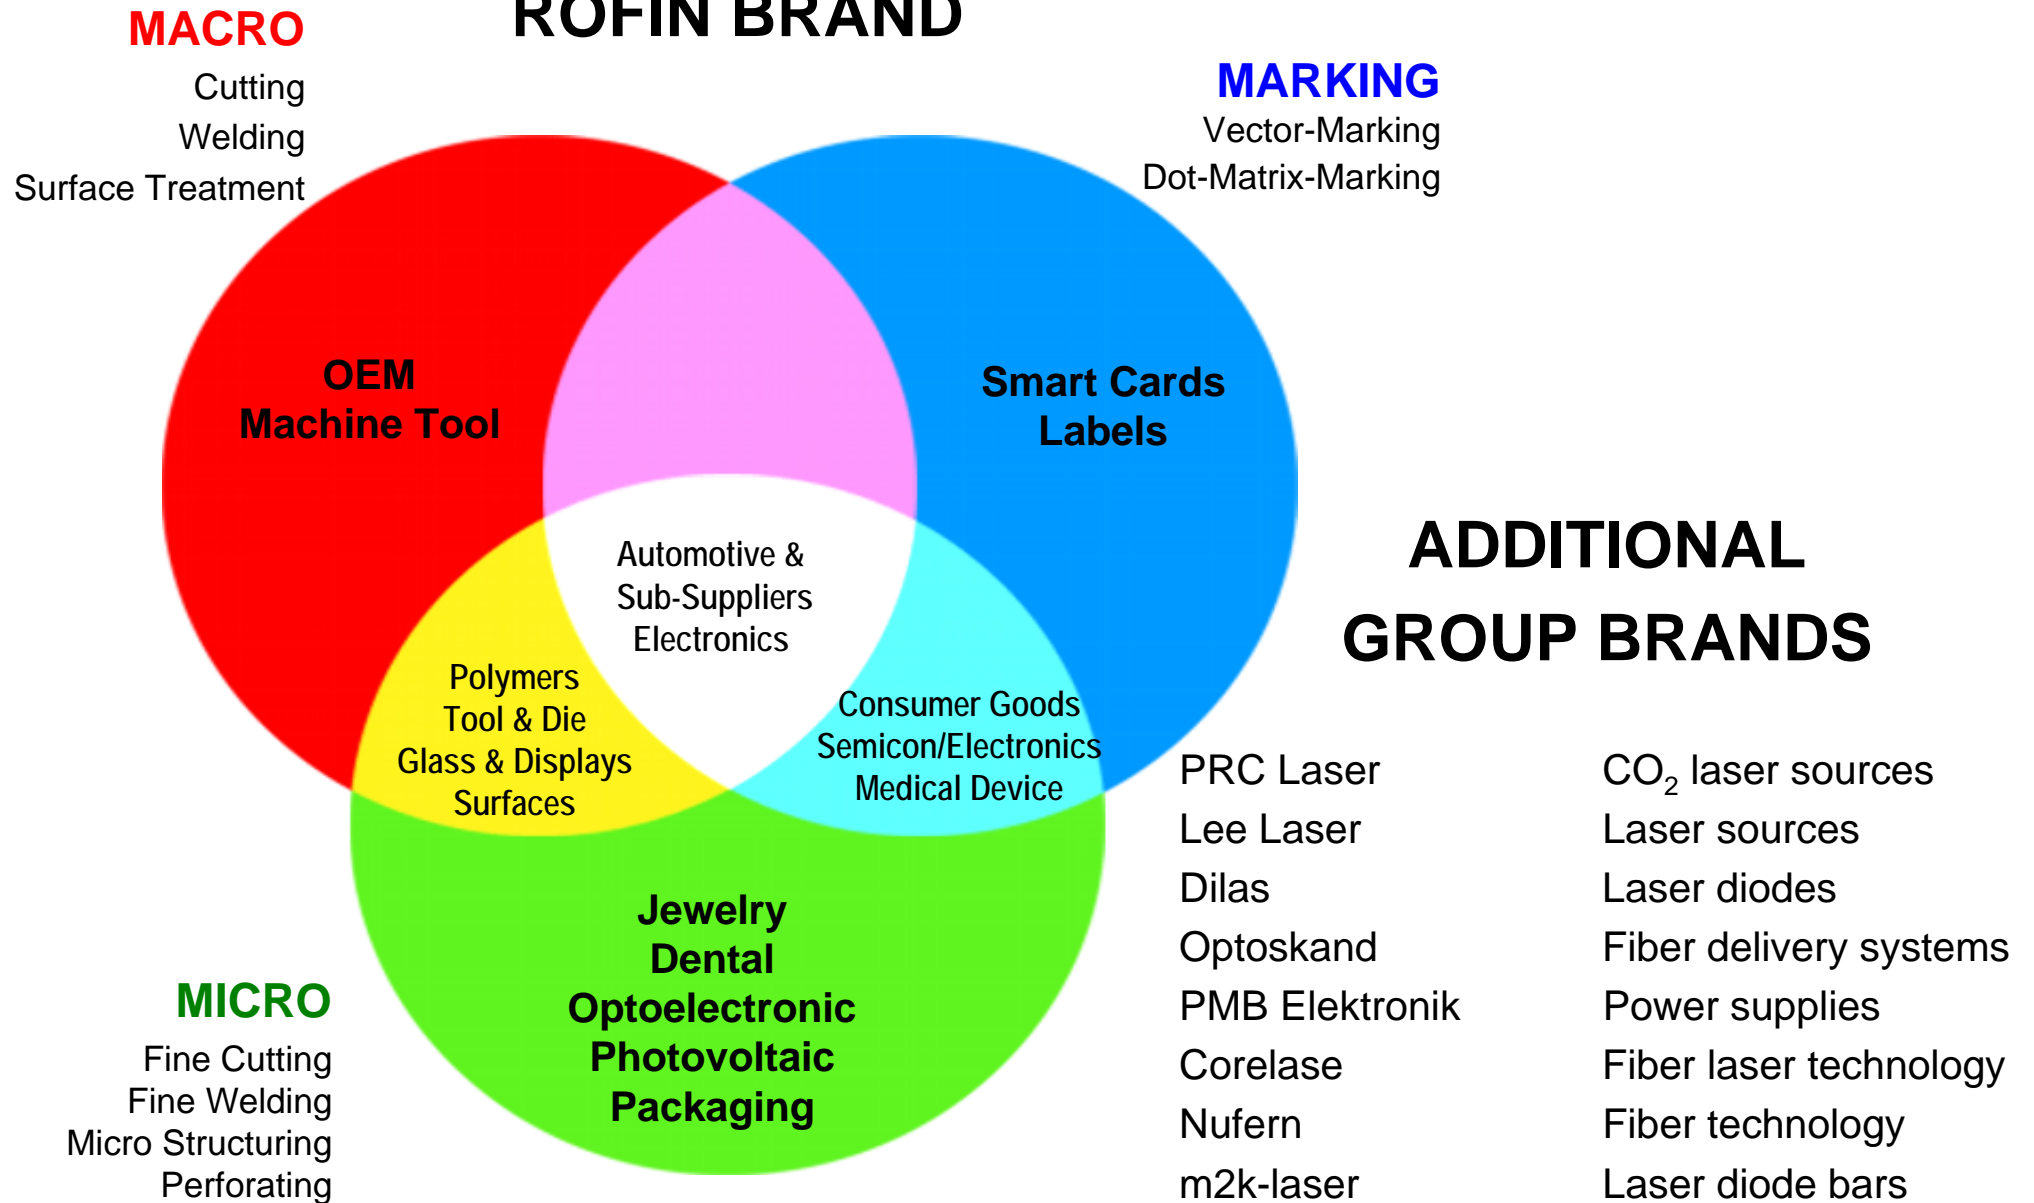 ROFIN BRAND
MACRO
Cutting
Welding
Surface Treatment
MARKING
Vector-Marking
Dot-Matrix-Marking
OEM
Machine Tool
Smart Cards
Labels
Automotive &
Sub-Suppliers
Electronics
Polymers
Tool & Die
Glass & Displays
Surfaces
Consumer Goods
Semicon/Electronics
Medical Device
Jewelry
Dental
Optoelectronic
Photovoltaic
Packaging
MICRO
Fine Cutting
Fine Welding
Micro Structuring
Perforating
ADDITIONAL
GROUP BRANDS
PRC Laser CO₂ laser sources
Lee Laser Laser sources
Dilas Laser diodes
Optoskand Fiber delivery systems
PMB Elektronik Power supplies
Corelase Fiber laser technology
Nufern Fiber technology
m2k-laser Laser diode bars